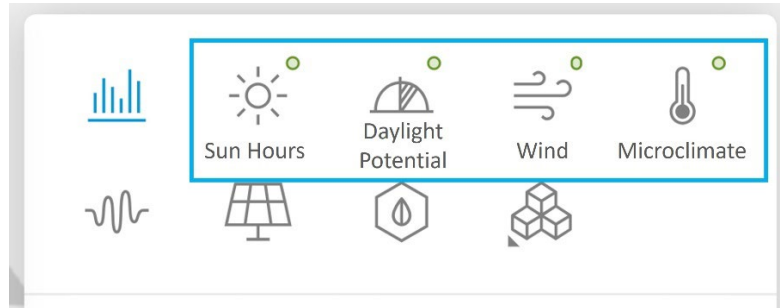 Sun Hours
Daylight
Potential
Wind
Microclimate